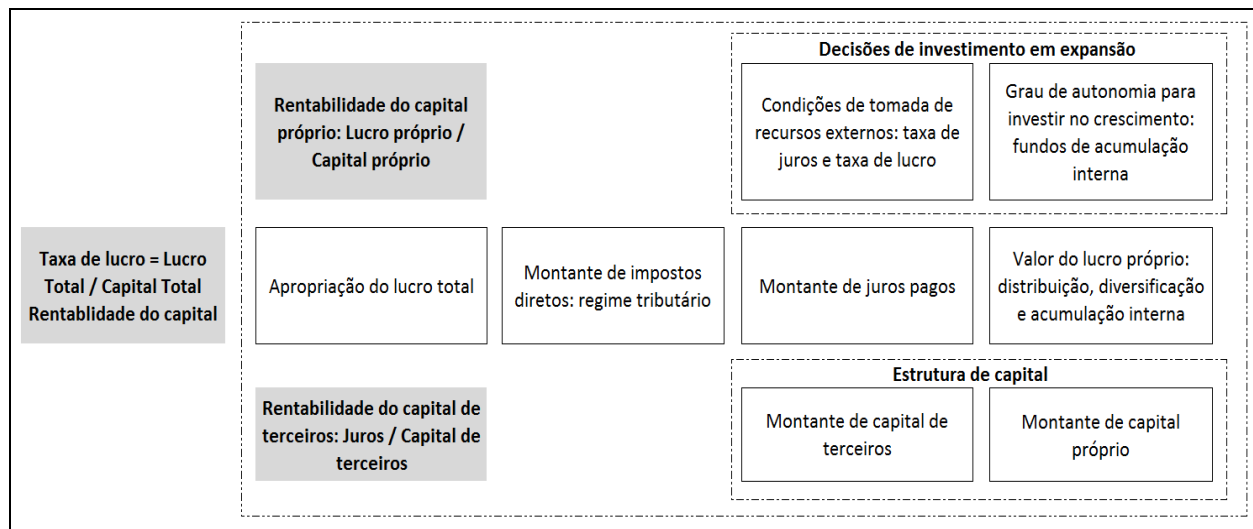 Decisões de investimento em expansão
Rentabilidade do capital
próprio: Lucro próprio /
Capital próprio
Condições de tomada de
recursos externos: taxa de
juros e taxa de lucro
Grau de autonomia para
investir no crescimento:
fundos de acumulação
interna
Taxa de lucro = Lucro
Total / Capital Total
Rentablidade do capital
Apropriação do lucro total
Montante de impostos
diretos: regime tributário
Montante de juros pagos
Valor do lucro próprio:
distribuição, diversificação
e acumulação interna
Estrutura de capital
Rentabilidade do capital de
terceiros: Juros / Capital de
terceiros
Montante de capital de
terceiros
Montante de capital
próprio